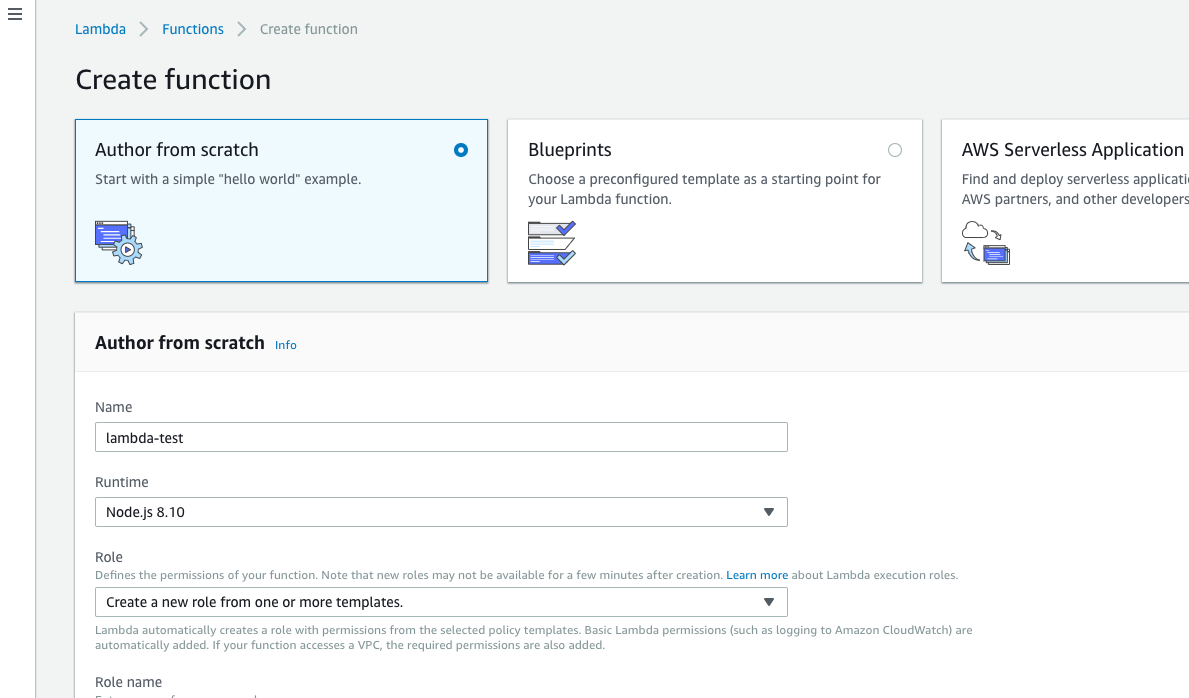 Lambda Functions Create function
Create function
Author from scratch
Start with a simple "hello world" example.
Blueprints
Choose a preconfigured template as a starting point for
your Lambda function.
AWS Serverless Application
Find and deploy serverless
AWS partners, and other developers
Author from scratch Info
Name
lambda-test
Runtime
Node.js 8.10
Role
Defines the permissions of your function. Note that new roles may not be available for a few minutes after creation. Learn more about Lambda execution roles.
Create a new role from one or more templates.
Lambda automatically creates a role with permissions from the selected policy templates. Basic Lambda permissions (such as logging to Amazon CloudWatch) are
automatically added. If your function accesses a VPC, the required permissions are also added.
Role name